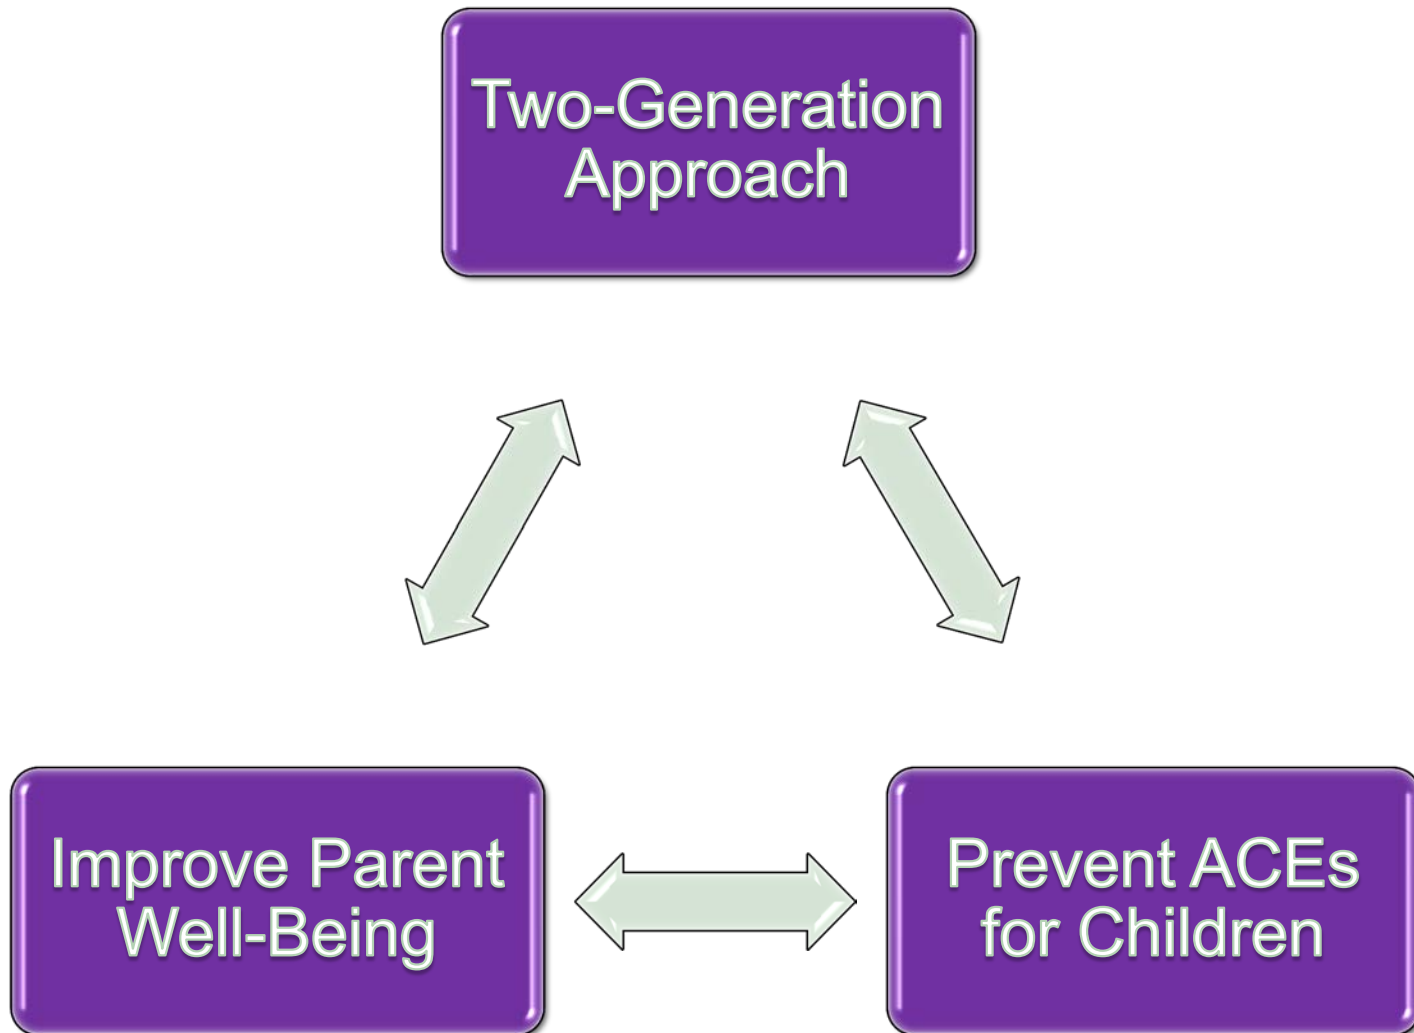 Two-Generation
Approach
Improve Parent
Well-Being
Prevent ACEs
for Children